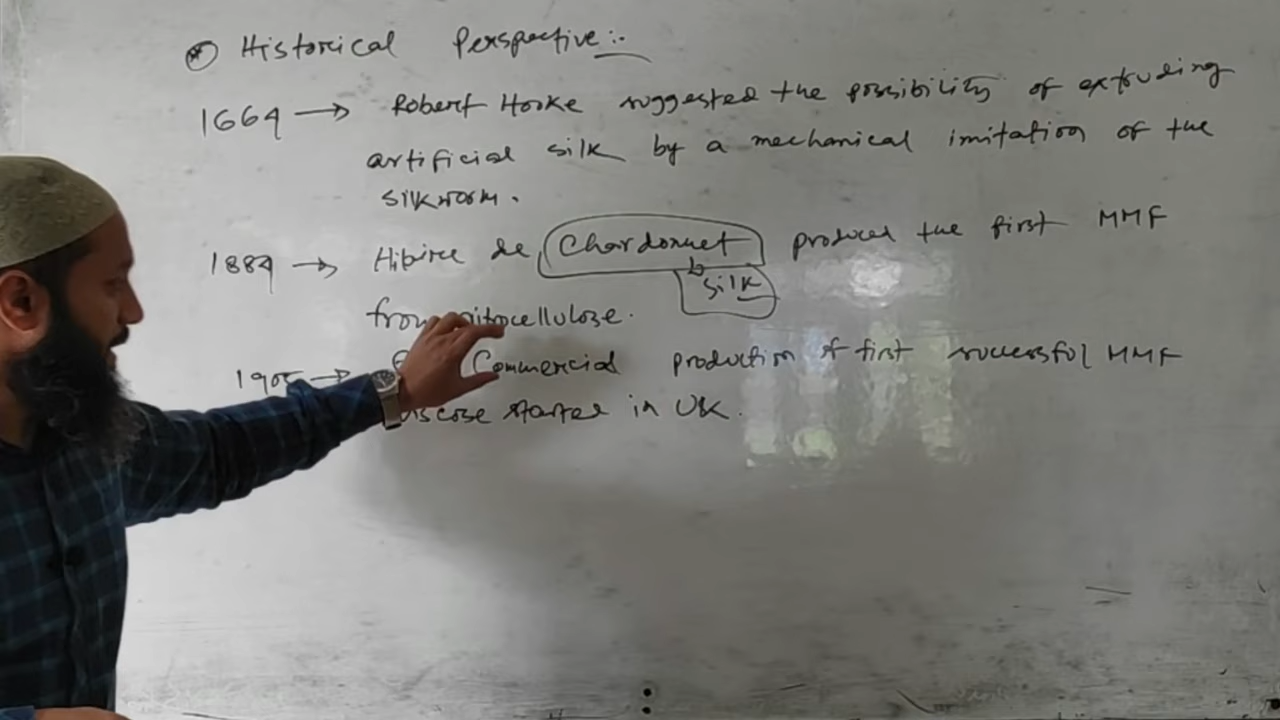 * Historical Perspective :-
1664 → Robert Hooke suggested the possibility of extruding
artificial silk by a mechanical imitation of the
silkworm.
1884 → de Chardonnet produced the first MMF
silk
from nitrocellulose.
1905 → Commercial production of first successful MMF
viscose started in UK.